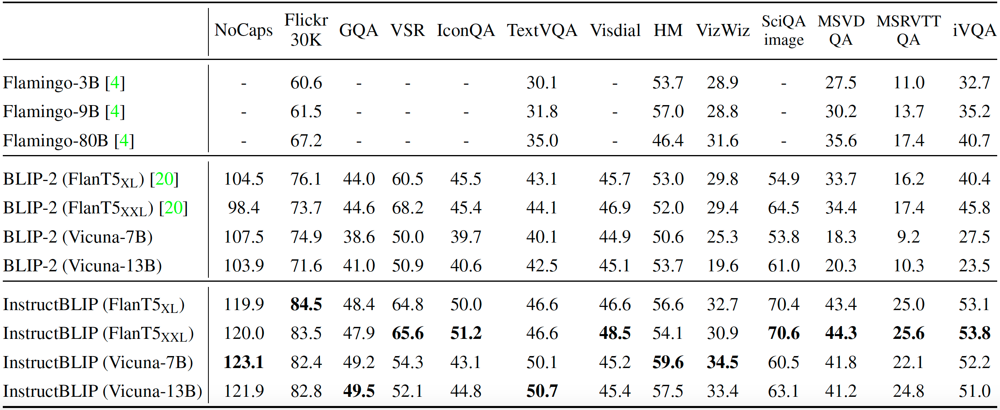 NoCaps Flickr 30K GQA VSR IconQA TextVQA Visdial HM VizWiz SciQA image MSVD QA MSRVTT QA iVQA
Flamingo-3B [4] - 60.6 - - - 30.1 - 53.7 28.9 - 27.5 11.0 32.7
Flamingo-9B [4] - 61.5 - - - 31.8 - 57.0 28.8 - 30.2 13.7 35.2
Flamingo-80B [4] - 67.2 - - - 35.0 - 46.4 31.6 - 35.6 17.4 40.7
BLIP-2 (FlanT5XL) [20] 104.5 76.1 44.0 60.5 45.5 43.1 45.7 53.0 29.8 54.9 33.7 16.2 40.4
BLIP-2 (FlanT5XXL) [20] 98.4 73.7 44.6 68.2 45.4 44.1 46.9 52.0 29.4 64.5 34.4 17.4 45.8
BLIP-2 (Vicuna-7B) 107.5 74.9 38.6 50.0 39.7 40.1 44.9 50.6 25.3 53.8 18.3 9.2 27.5
BLIP-2 (Vicuna-13B) 103.9 71.6 41.0 50.9 40.6 42.5 45.1 53.7 19.6 61.0 20.3 10.3 23.5
InstructBLIP (FlanT5XL) 119.9 84.5 48.4 64.8 50.0 46.6 46.6 56.6 32.7 70.4 43.4 25.0 53.1
InstructBLIP (FlanT5XXL) 120.0 83.5 47.9 65.6 51.2 46.6 48.5 54.1 30.9 70.6 44.3 25.6 53.8
InstructBLIP (Vicuna-7B) 123.1 82.4 49.2 54.3 43.1 50.1 45.2 59.6 34.5 60.5 41.8 22.1 52.2
InstructBLIP (Vicuna-13B) 121.9 82.8 49.5 52.1 44.8 50.7 45.4 57.5 33.4 63.1 41.2 24.8 51.0